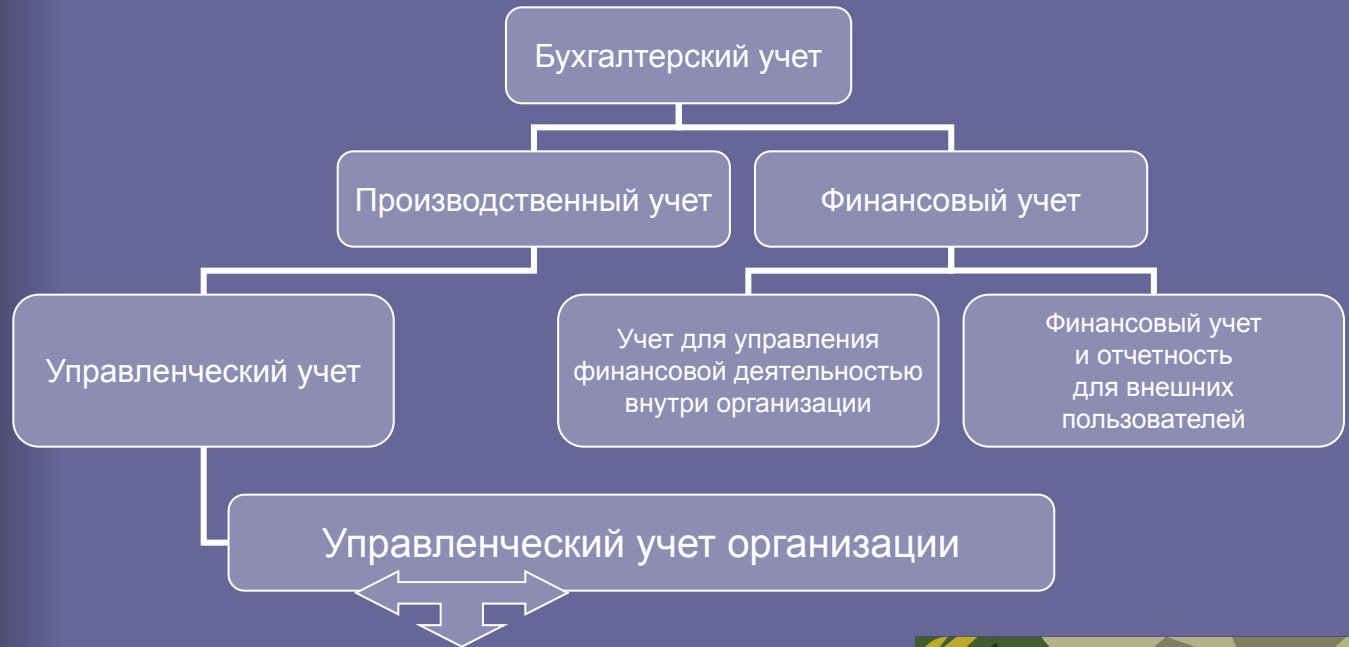 Бухгалтерский учет
Производственный учет
Финансовый учет
Управленческий учет
Учет для управления
финансовой деятельностью
внутри организации
Финансовый учет
и отчетность
для внешних
пользователей
Управленческий учет организации